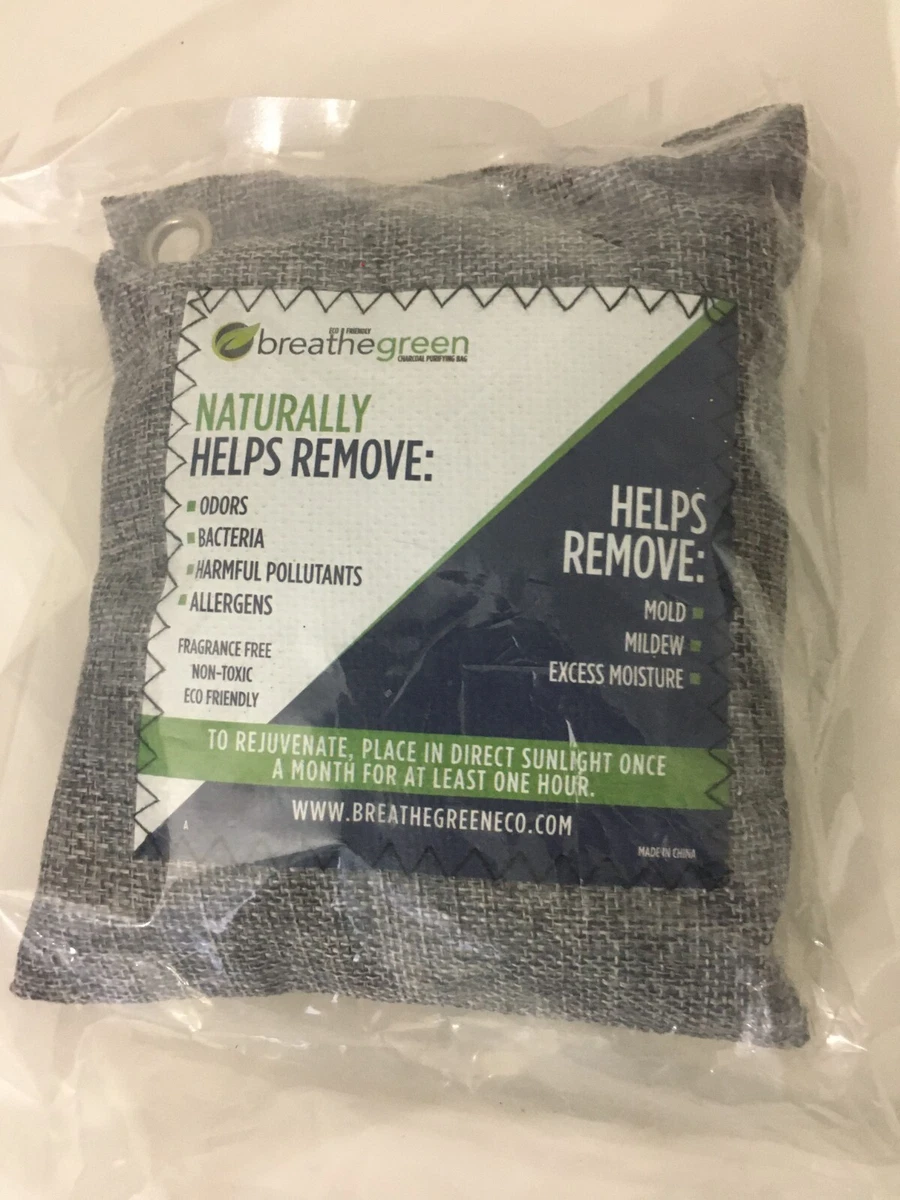 ECO FRIENDLY
breathegreen
CHARCOAL PURIFYING BAG
NATURALLY
HELPS REMOVE:
ODORS
BACTERIA
HARMFUL POLLUTANTS
ALLERGENS
FRAGRANCE FREE
NON-TOXIC
ECO FRIENDLY
HELPS
REMOVE:
MOLD
MILDEW
EXCESS MOISTURE
TO REJUVENATE, PLACE IN DIRECT SUNLIGHT ONCE
A MONTH FOR AT LEAST ONE HOUR.
WWW.BREATHEGREENECO.COM
A
MADE IN CHINA